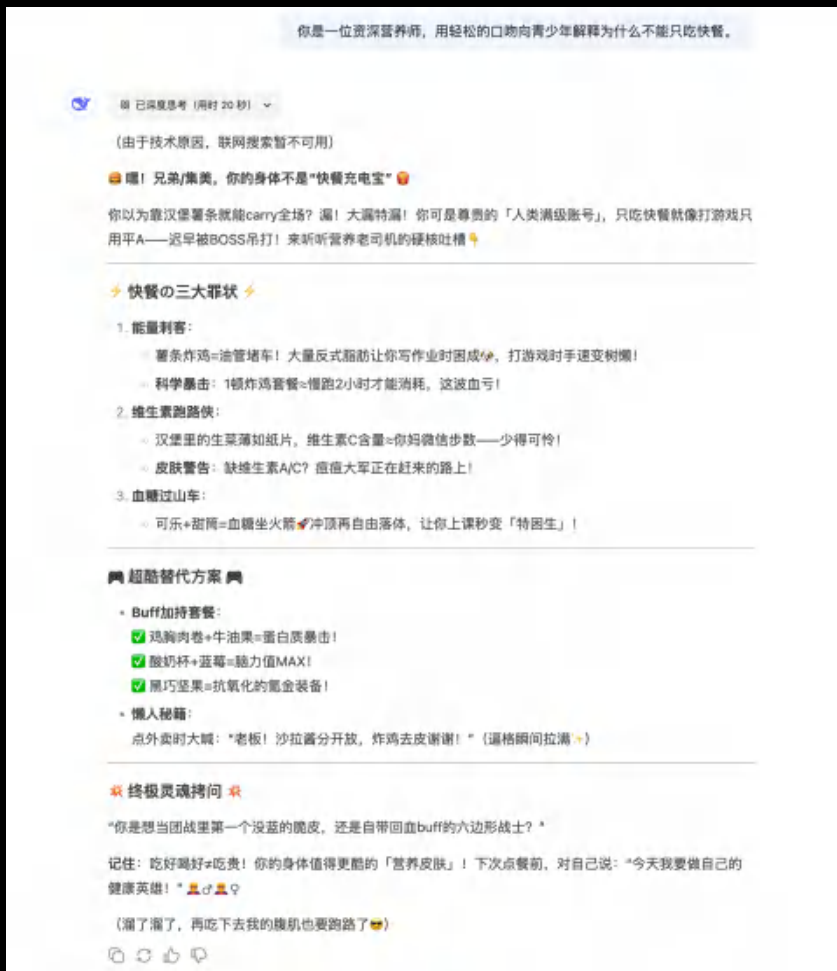 你是一位资深营养师，用轻松的口吻向青少年解释为什么不能只吃快餐。
已深度思考（用时 20 秒）
（由于技术原因，联网搜索暂不可用）
🍔 嘿！兄弟/集美，你的身体不是“快餐充电宝” 🍟
你以为靠汉堡薯条就能carry全场？漏！大漏特漏！你可是尊贵的「人类满级账号」，只吃快餐就像打游戏只
用平A——迟早被BOSS吊打！来听听营养老司机的硬核吐槽👇
⚡ 快餐の三大罪状 ⚡
1. 能量刺客：
薯条炸鸡=油管堵车！大量反式脂肪让你写作业时困成，打游戏时手速变树懒！
科学暴击：1顿炸鸡套餐≈慢跑2小时才能消耗，这波血亏！
2. 维生素跑路侠：
汉堡里的生菜薄如纸片，维生素C含量≈你妈微信步数——少得可怜！
皮肤警告：缺维生素A/C？痘痘大军正在赶来的路上！
3. 血糖过山车：
可乐+甜筒=血糖坐火箭🚀冲顶再自由落体，让你上课秒变「特困生」！
🎮 超酷替代方案 🎮
• Buff加持套餐：
✅ 鸡胸肉卷+牛油果=蛋白质暴击！
✅ 酸奶杯+蓝莓=脑力值MAX！
✅ 黑巧坚果=抗氧化的氪金装备！
• 懒人秘籍：
点外卖时大喊：“老板！沙拉酱分开放，炸鸡去皮谢谢！”（逼格瞬间拉满✨）
💥 终极灵魂拷问 💥
“你是想当团战里第一个没蓝的脆皮，还是自带回血buff的六边形战士？”
记住：吃好喝好≠吃贵！你的身体值得更酷的「营养皮肤」！下次点餐前，对自己说：“今天我要做自己的
健康英雄！”♂♀
（溜了溜了，再吃下去我的腹肌也要跑路了😎）